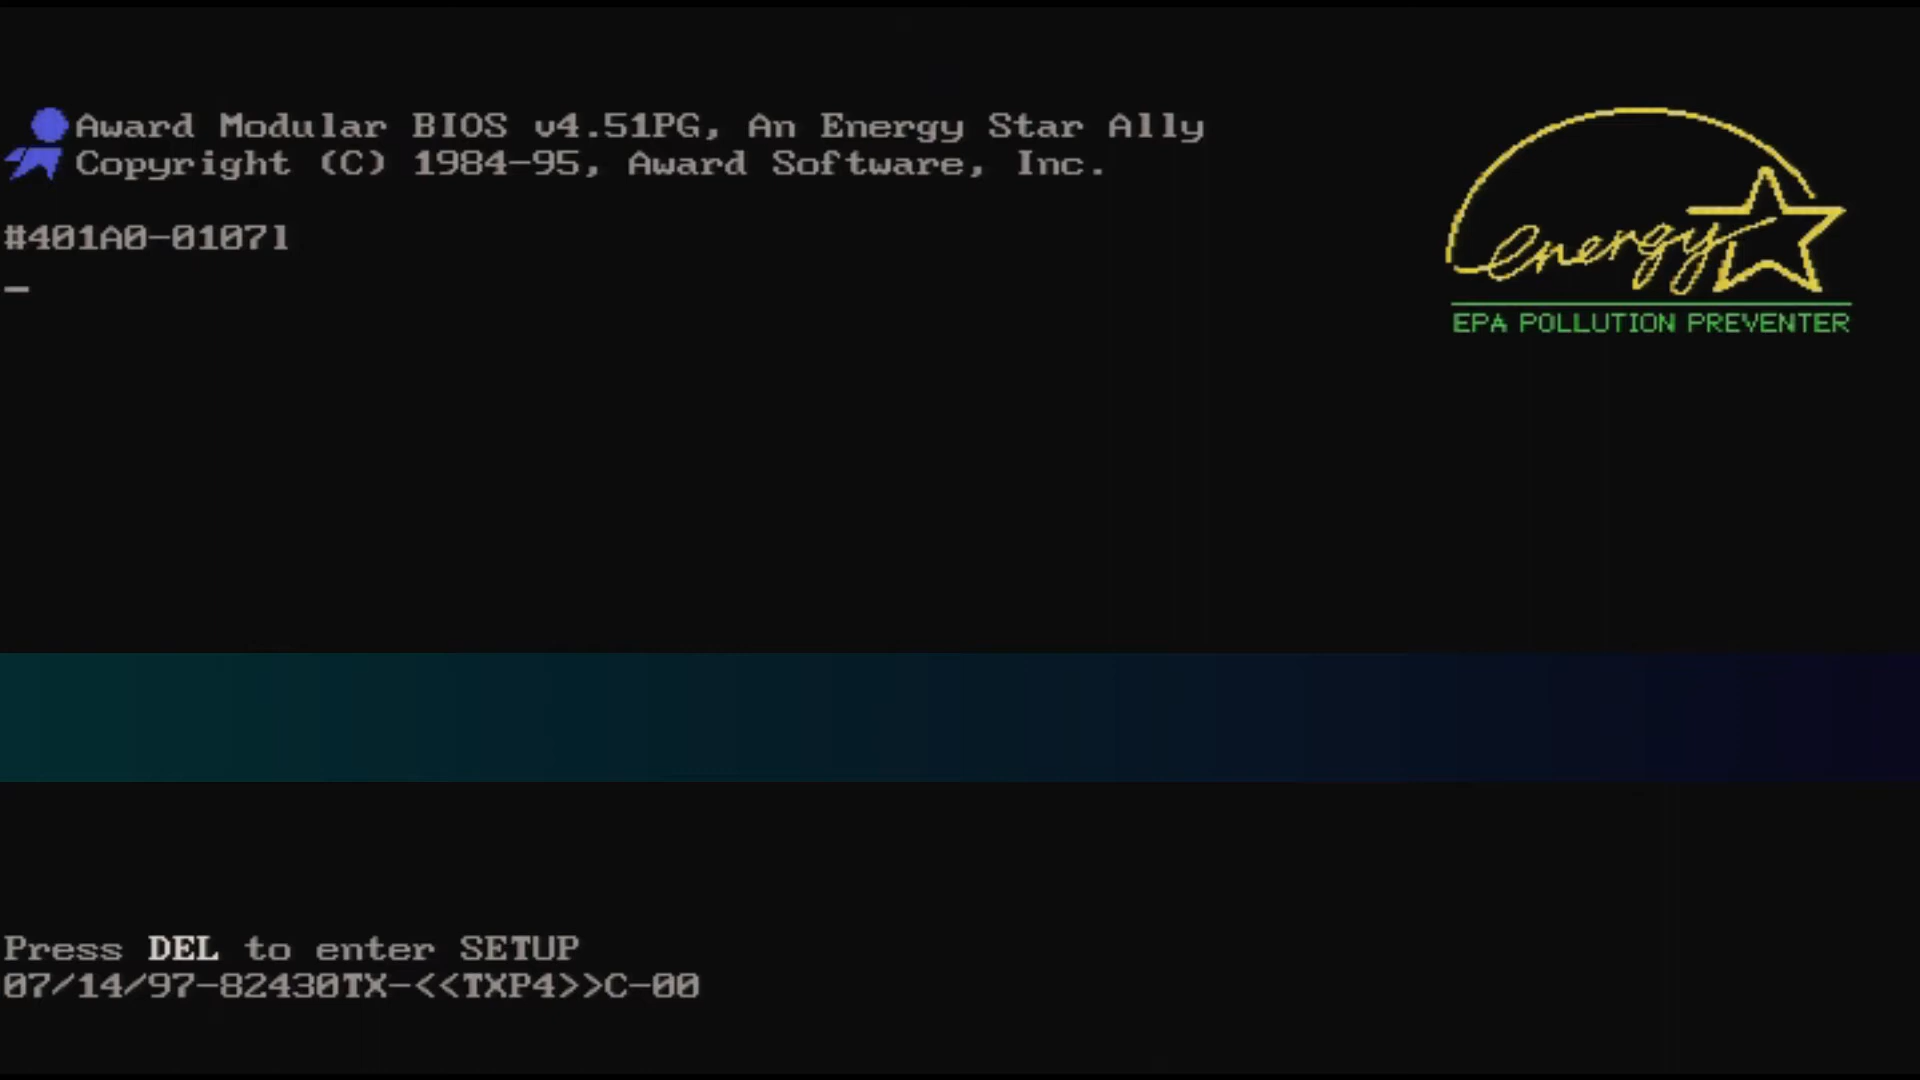 Award Modular BIOS v4.51PG, An Energy Star Ally
Copyright (C) 1984-95, Award Software, Inc.
#401A0-0107l
energy
EPA POLLUTION PREVENTER
Press DEL to enter SETUP
07/14/97-82430TX-<<TXP4>>C-00